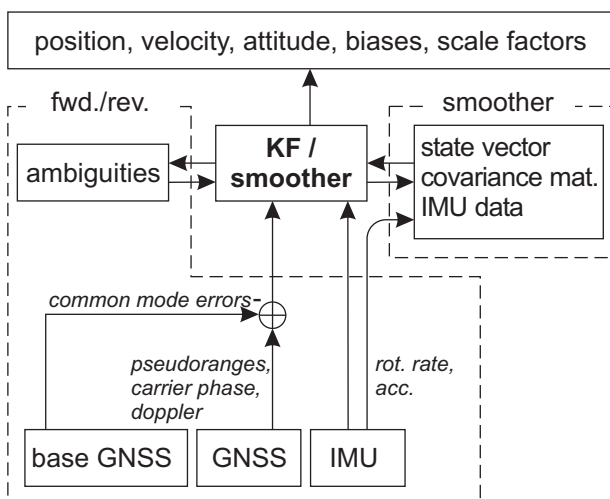 position, velocity, attitude, biases, scale factors
fwd./rev.
smoother
ambiguities
KF /
smoother
state vector
covariance mat.
IMU data
common mode errors-
pseudoranges,
carrier phase,
doppler
rot. rate,
acc.
base GNSS
GNSS
IMU